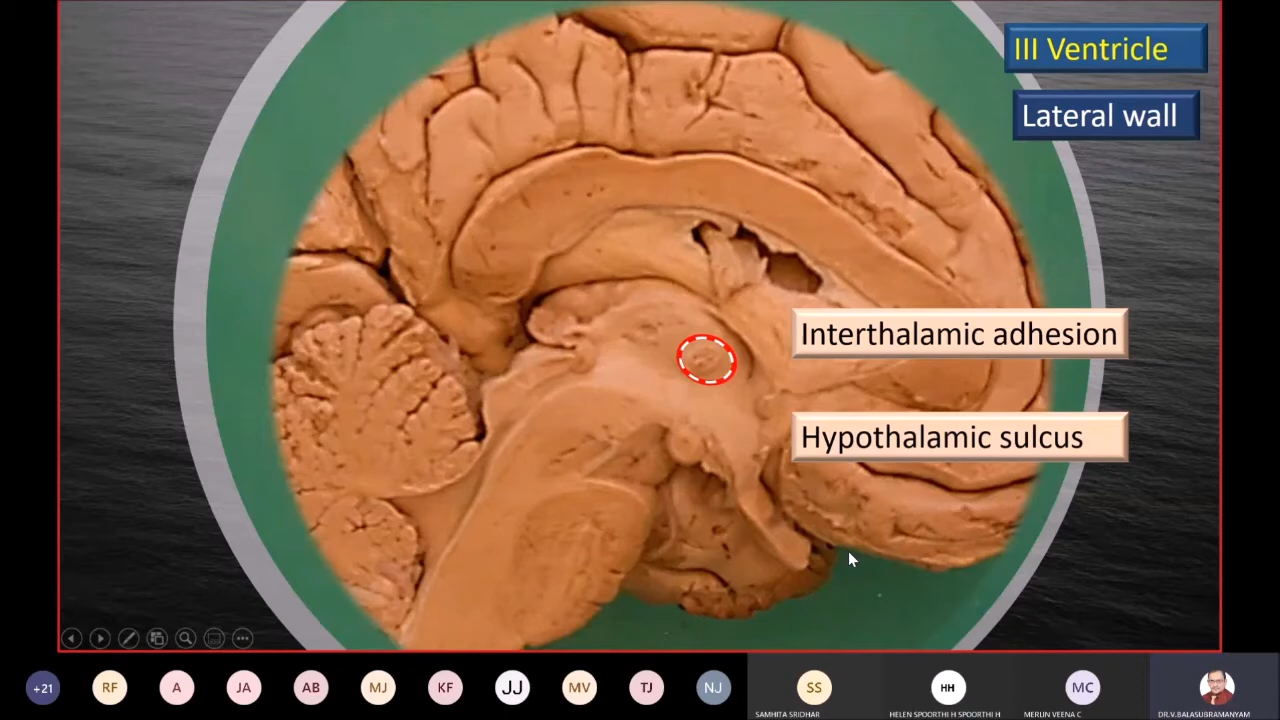 III Ventricle
Lateral wall
Interthalamic adhesion
Hypothalamic sulcus
+21
RF
A
JA
AB
MJ
KF
JJ
MV
TJ
NJ
SS
HH
MC
SAMHITA SRIDHAR
HELEN SPOORTHI H SPOORTHI H
MERLIN VEENA C
DR.V.BALASUBRAMANYAM